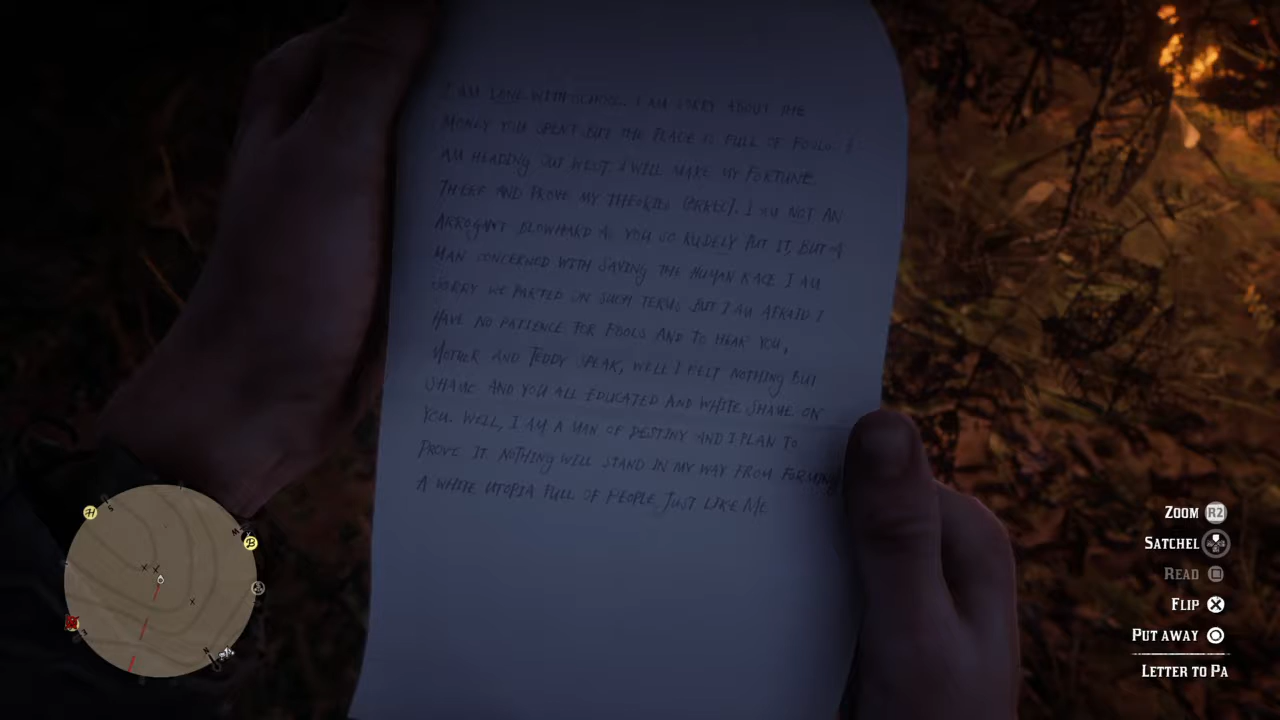 I AM DONE WITH SCHOOL. I AM SORRY ABOUT THE
MONEY YOU SPENT BUT THE PLACE IS FULL OF FOOLS. I
AM HEADING OUT WEST. I WILL MAKE MY FORTUNE
THERE AND PROVE MY THEORIES CORRECT. I AM NOT AN
ARROGANT BLOWHARD AS YOU SO RUDELY PUT IT, BUT A
MAN CONCERNED WITH SAVING THE HUMAN RACE. I AM
SORRY WE PARTED ON SUCH TERMS BUT I AM AFRAID I
HAVE NO PATIENCE FOR FOOLS AND TO HEAR YOU,
MOTHER AND TEDDY SPEAK, WELL I FELT NOTHING BUT
SHAME AND YOU ALL EDUCATED AND WHITE SHAME ON
YOU. WELL, I AM A MAN OF DESTINY AND I PLAN TO
PROVE IT. NOTHING WILL STAND IN MY WAY FROM FORMING
A WHITE UTOPIA FULL OF PEOPLE JUST LIKE ME
H
B
S
W
N
ZOOM R2
SATCHEL
READ
FLIP
PUT AWAY
LETTER TO PA